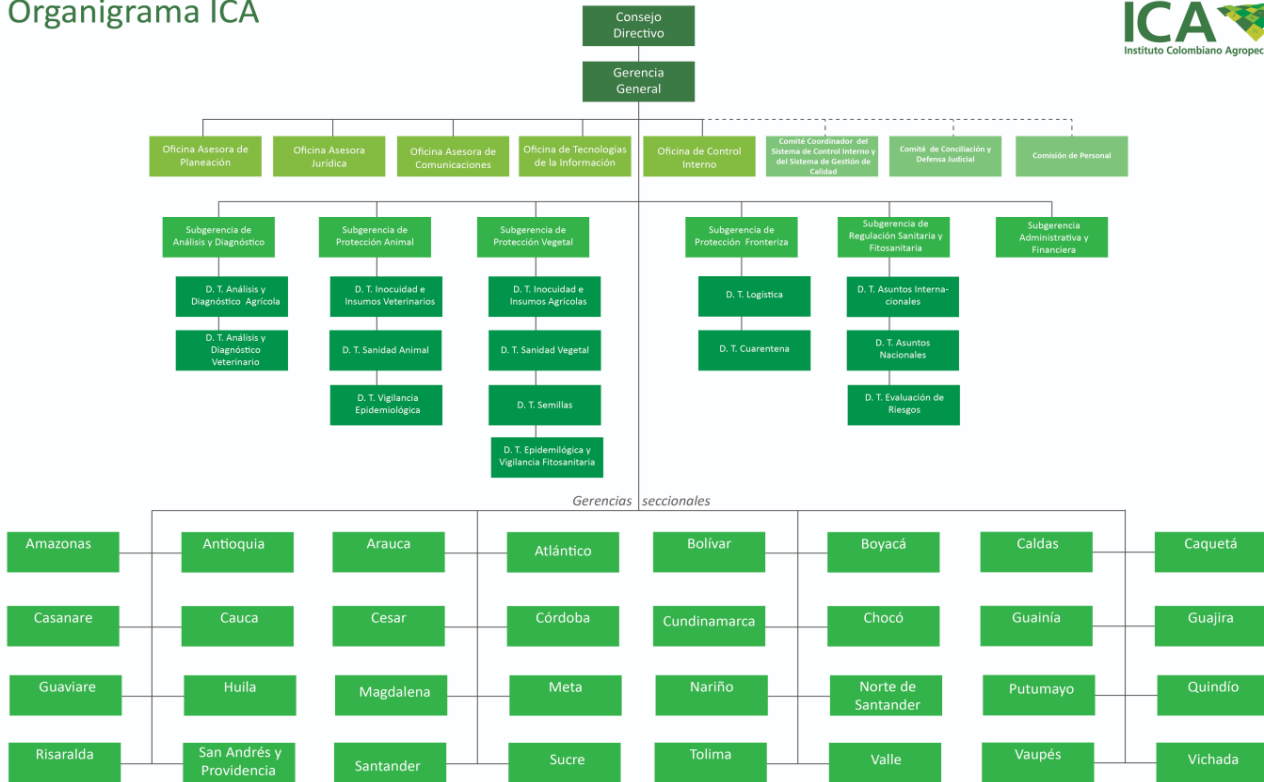 Organigrama ICA
ICA
Instituto Colombiano Agropec
Consejo
Directivo
Gerencia
General
Oficina Asesora de
Planeación
Oficina Asesora
Jurídica
Oficina Asesora de
Comunicaciones
Oficina de Tecnologías
de la Información
Oficina de Control
Interno
Comité Coordinador del
Sistema de Control Interno y
del Sistema de Gestión de
Calidad
Comité de Conciliación y
Defensa Judicial
Comisión de Personal
Subgerencia de
Análisis y Diagnóstico
Subgerencia de
Protección Animal
Subgerencia de
Protección Vegetal
Subgerencia de
Protección Fronteriza
Subgerencia de
Regulación Sanitaria y
Fitosanitaria
Subgerencia
Administrativa y
Financiera
D. T. Análisis y
Diagnóstico Agrícola
D. T. Inocuidad e
Insumos Veterinarios
D. T. Inocuidad e
Insumos Agrícolas
D. T. Logística
D. T. Asuntos Interna-
cionales
D. T. Análisis y
Diagnóstico
Veterinario
D. T. Sanidad Animal
D. T. Sanidad Vegetal
D. T. Cuarentena
D. T. Asuntos
Nacionales
D. T. Vigilancia
Epidemiológica
D. T. Semillas
D. T. Evaluación de
Riesgos
D. T. Epidemilógica y
Vigilancia Fitosanitaria
Gerencias seccionales
Amazonas
Antioquia
Arauca
Atlántico
Bolívar
Boyacá
Caldas
Caquetá
Casanare
Cauca
Cesar
Córdoba
Cundinamarca
Chocó
Guainía
Guajira
Guaviare
Huila
Magdalena
Meta
Nariño
Norte de
Santander
Putumayo
Quindío
Risaralda
San Andrés y
Providencia
Santander
Sucre
Tolima
Valle
Vaupés
Vichada